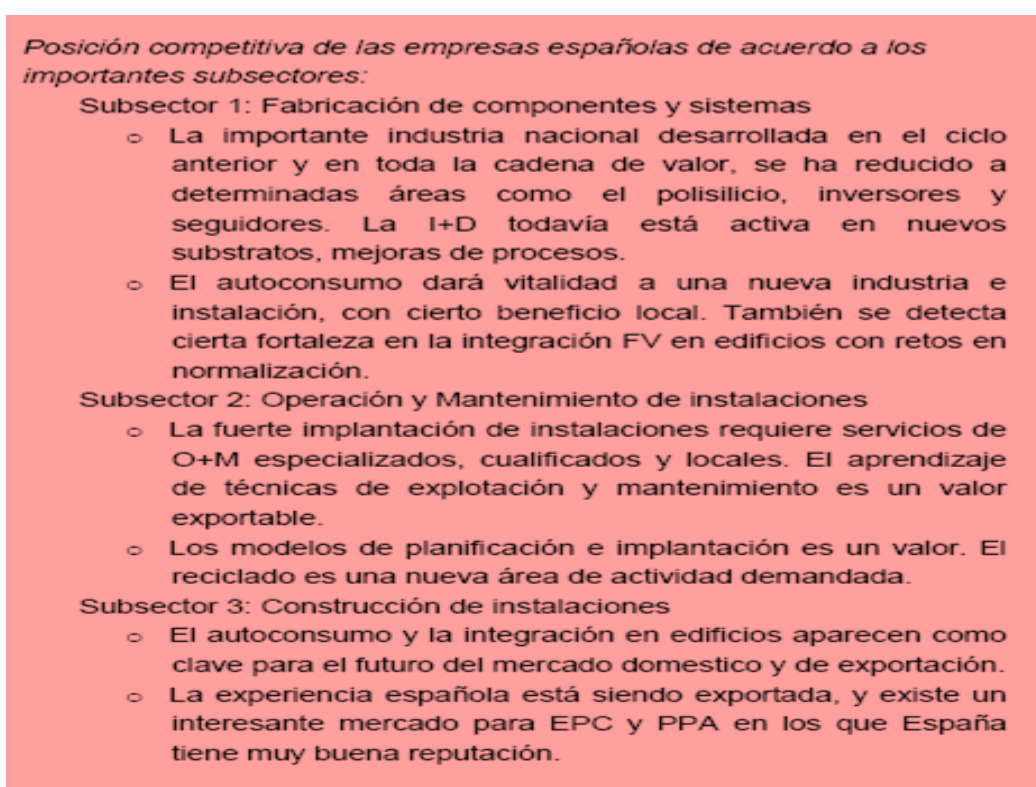 Posición competitiva de las empresas españolas de acuerdo a los
importantes subsectores:
Subsector 1: Fabricación de componentes y sistemas
o La importante industria nacional desarrollada en el ciclo
anterior y en toda la cadena de valor, se ha reducido a
determinadas áreas como el polisilicio, inversores y
seguidores. La I+D todavía está activa en nuevos
substratos, mejoras de procesos.
o El autoconsumo dará vitalidad a una nueva industria e
instalación, con cierto beneficio local. También se detecta
cierta fortaleza en la integración FV en edificios con retos en
normalización.
Subsector 2: Operación y Mantenimiento de instalaciones
o La fuerte implantación de instalaciones requiere servicios de
O+M especializados, cualificados y locales. El aprendizaje
de técnicas de explotación y mantenimiento es un valor
exportable.
o Los modelos de planificación e implantación es un valor. El
reciclado es una nueva área de actividad demandada.
Subsector 3: Construcción de instalaciones
o El autoconsumo y la integración en edificios aparecen como
clave para el futuro del mercado domestico y de exportación.
o La experiencia española está siendo exportada, y existe un
interesante mercado para EPC y PPA en los que España
tiene muy buena reputación.